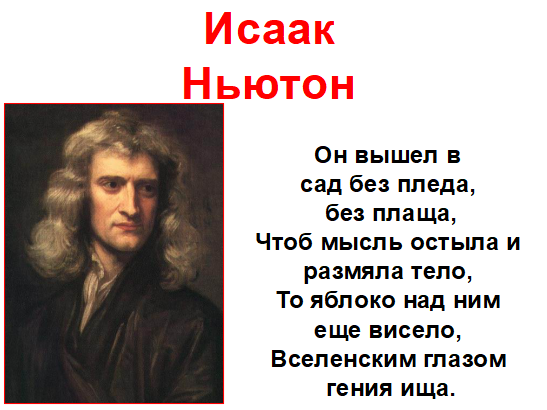 Исаак
Ньютон
Он вышел в
сад без пледа,
без плаща,
Чтоб мысль остыла и
размяла тело,
То яблоко над ним
еще висело,
Вселенским глазом
гения ища.